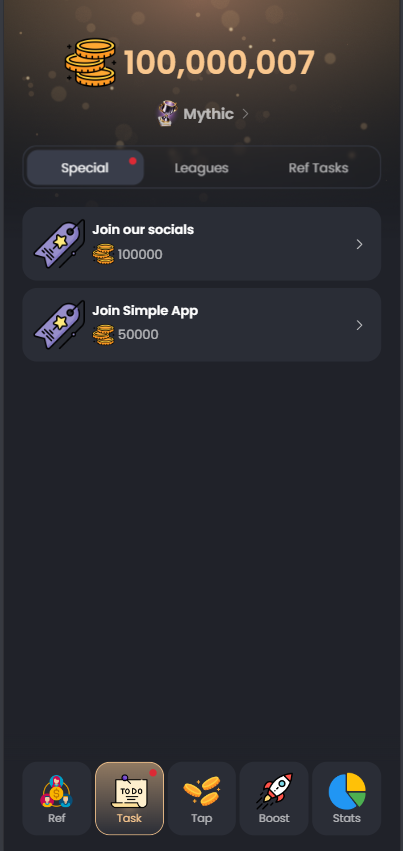 100,000,007
Mythic
Special Leagues Ref Tasks
Join our socials
100000
Join Simple App
50000
TO DO
Ref Task Tap Boost Stats